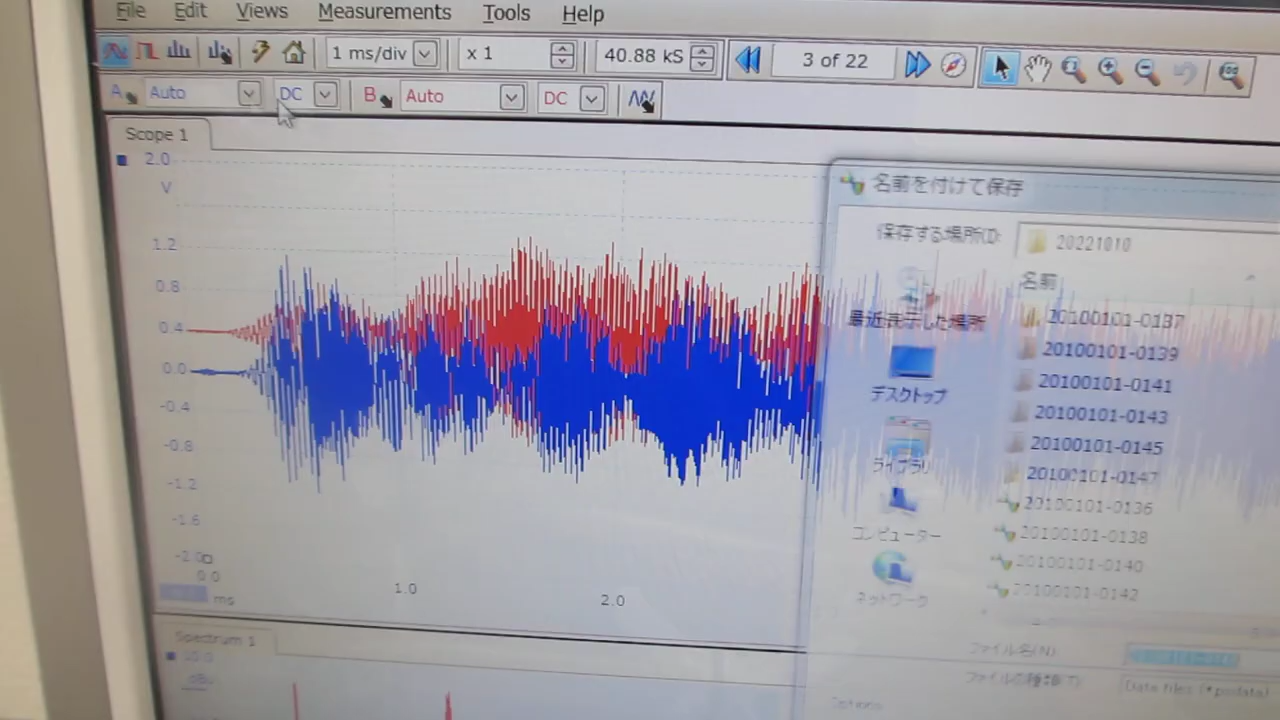 File Edit Views Measurements Tools Help
1 ms/div x 1 40.88 kS 3 of 22
A Auto DC B Auto DC
Scope 1
2.0
V
1.2
0.8
0.4
0.0
-0.4
-0.8
-1.2
-1.6
-2.0
0.0 1.0 2.0
ms
名前を付けて保存
保存する場所(I): 20221010
名前
最近表示した場所
デスクトップ
ライブラリ
コンピューター
ネットワーク
20100101-0137
20100101-0139
20100101-0141
20100101-0143
20100101-0145
20100101-0147
20100101-0136
20100101-0138
20100101-0140
20100101-0142
ファイル名(N)
ファイルの種類(T) Data files (*.psdata)
Options
Spectrum 1
dBu